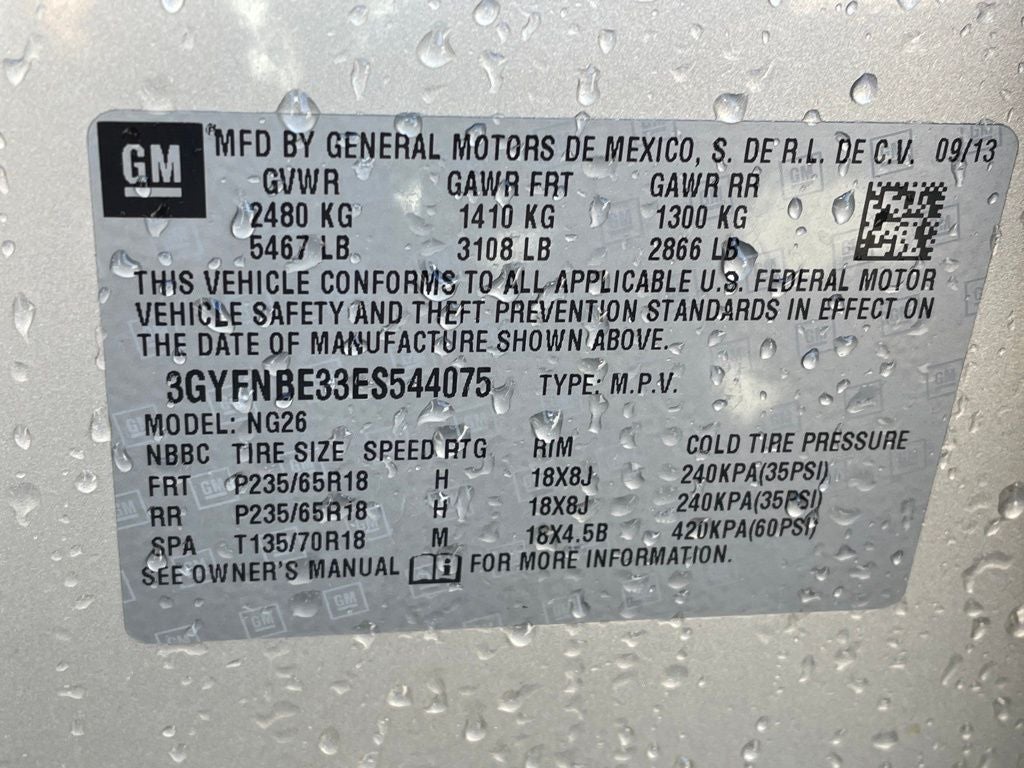 GM
MFD BY GENERAL MOTORS DE MEXICO, S. DE R.L. DE C.V. 09/13
GVWR GAWR FRT GAWR RR
2480 KG 1410 KG 1300 KG
5467 LB 3108 LB 2866 LB
THIS VEHICLE CONFORMS TO ALL APPLICABLE U.S. FEDERAL MOTOR
VEHICLE SAFETY AND THEFT PREVENTION STANDARDS IN EFFECT ON
THE DATE OF MANUFACTURE SHOWN ABOVE.
3GYFNBE33ES544075 TYPE: M.P.V.
MODEL: NG26
NBBC TIRE SIZE SPEED RTG RIM COLD TIRE PRESSURE
FRT P235/65R18 H 18X8J 240KPA(35PSI)
RR P235/65R18 H 18X8J 240KPA(35PSI)
SPA T135/70R18 M 18X4.5B 420KPA(60PSI)
SEE OWNER'S MANUAL i FOR MORE INFORMATION.